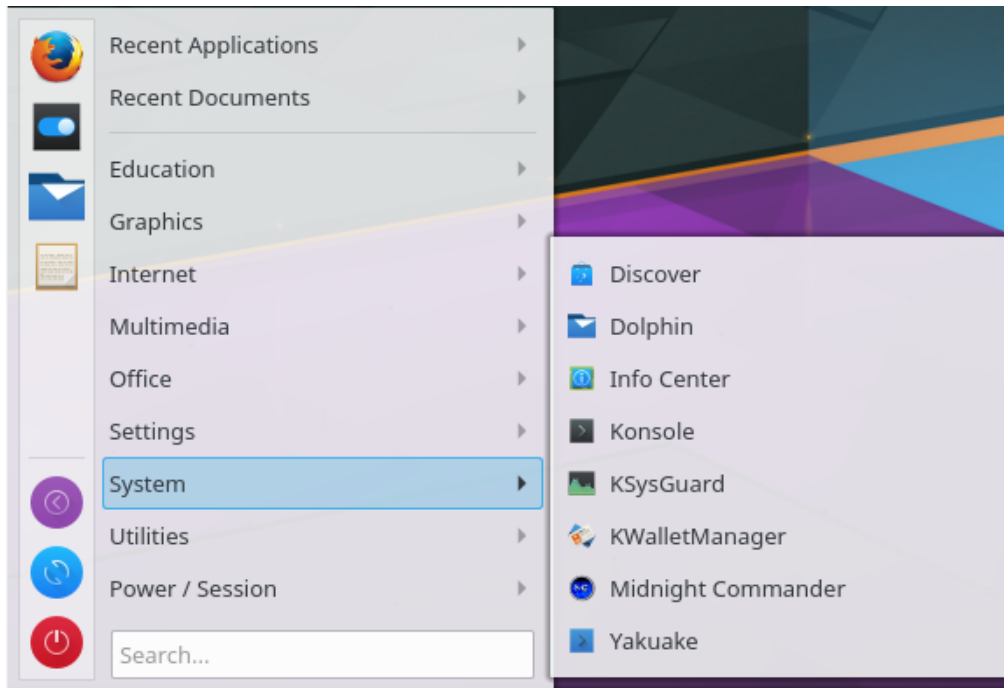 Recent Applications
Recent Documents
Education
Graphics
Internet
Multimedia
Office
Settings
System
Utilities
Power / Session
Search...
Discover
Dolphin
Info Center
Konsole
KSysGuard
KWalletManager
Midnight Commander
Yakuake